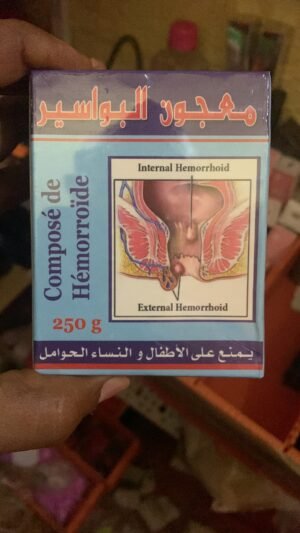 معجون البواسير
Composé de
Hémorroïde
Internal Hemorrhoid
External Hemorrhoid
250 g
يمنع على الأطفال و النساء الحوامل